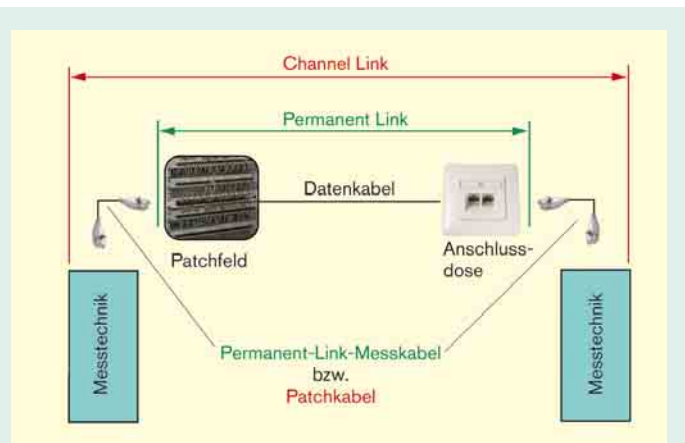 Channel Link
Permanent Link
Datenkabel
Patchfeld
Anschluss-
dose
Messtechnik
Permanent-Link-Messkabel
bzw.
Patchkabel
Messtechnik